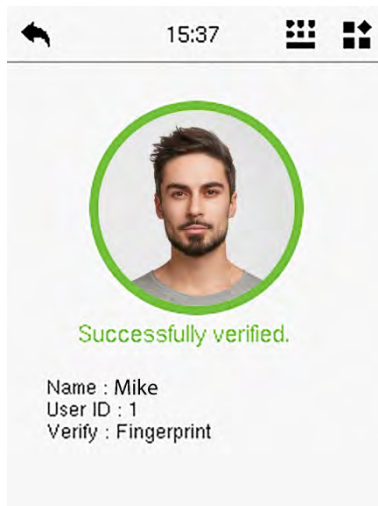 15:37
Successfully verified.
Name : Mike
User ID : 1
Verify : Fingerprint